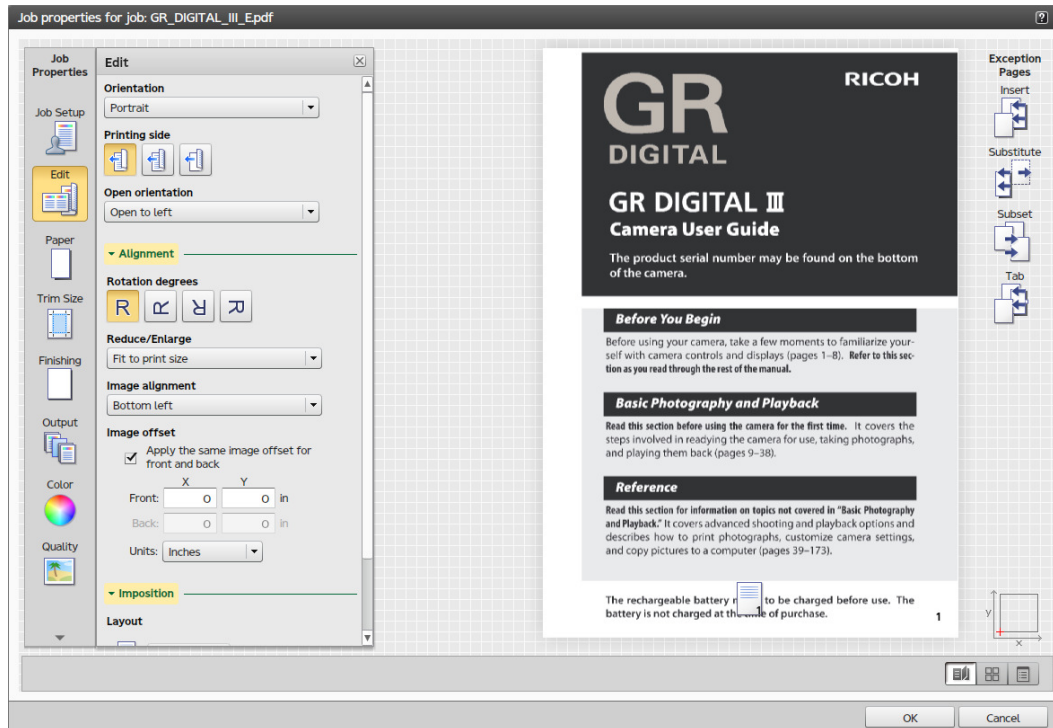 Job properties for job: GR_DIGITAL_III_E.pdf
?
Job
Properties
Job Setup
Edit
Paper
Trim Size
Finishing
Output
Color
Quality
Edit
Orientation
Portrait
Printing side
Open orientation
Open to left
Alignment
Rotation degrees
R R R R
Reduce/Enlarge
Fit to print size
Image alignment
Bottom left
Image offset
Apply the same image offset for
front and back
X Y
Front: 0 0 in
Back: 0 0 in
Units: Inches
Imposition
Layout
RICOH
GR
DIGITAL
GR DIGITAL III
Camera User Guide
The product serial number may be found on the bottom
of the camera.
Before You Begin
Before using your camera, take a few moments to familiarize your-
self with camera controls and displays (pages 1–8). Refer to this sec-
tion as you read through the rest of the manual.
Basic Photography and Playback
Read this section before using the camera for the first time. It covers the
steps involved in readying the camera for use, taking photographs,
and playing them back (pages 9–38).
Reference
Read this section for information on topics not covered in "Basic Photography
and Playback." It covers advanced shooting and playback options and
describes how to print photographs, customize camera settings,
and copy pictures to a computer (pages 39–173).
The rechargeable battery to be charged before use. The
battery is not charged at the of purchase.
1
1
Exception
Pages
Insert
Substitute
Subset
Tab
y
x
OK
Cancel